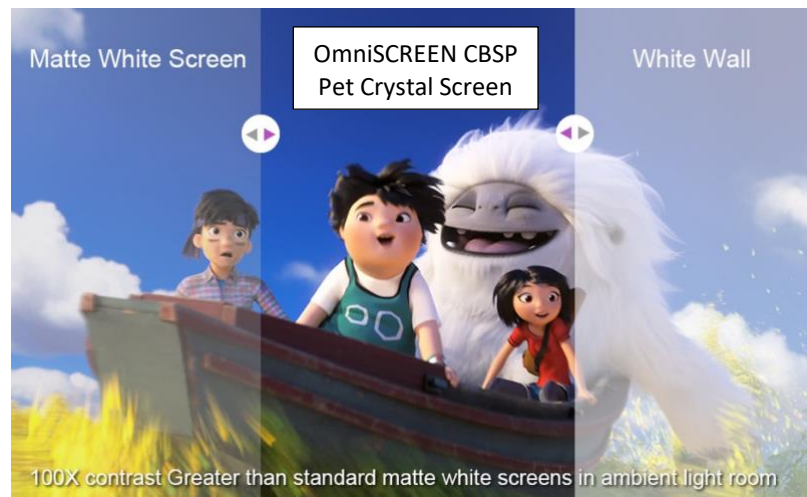 Matte White Screen
OmniSCREEN CBSP
Pet Crystal Screen
White Wall
100X contrast Greater than standard matte white screens in ambient light room